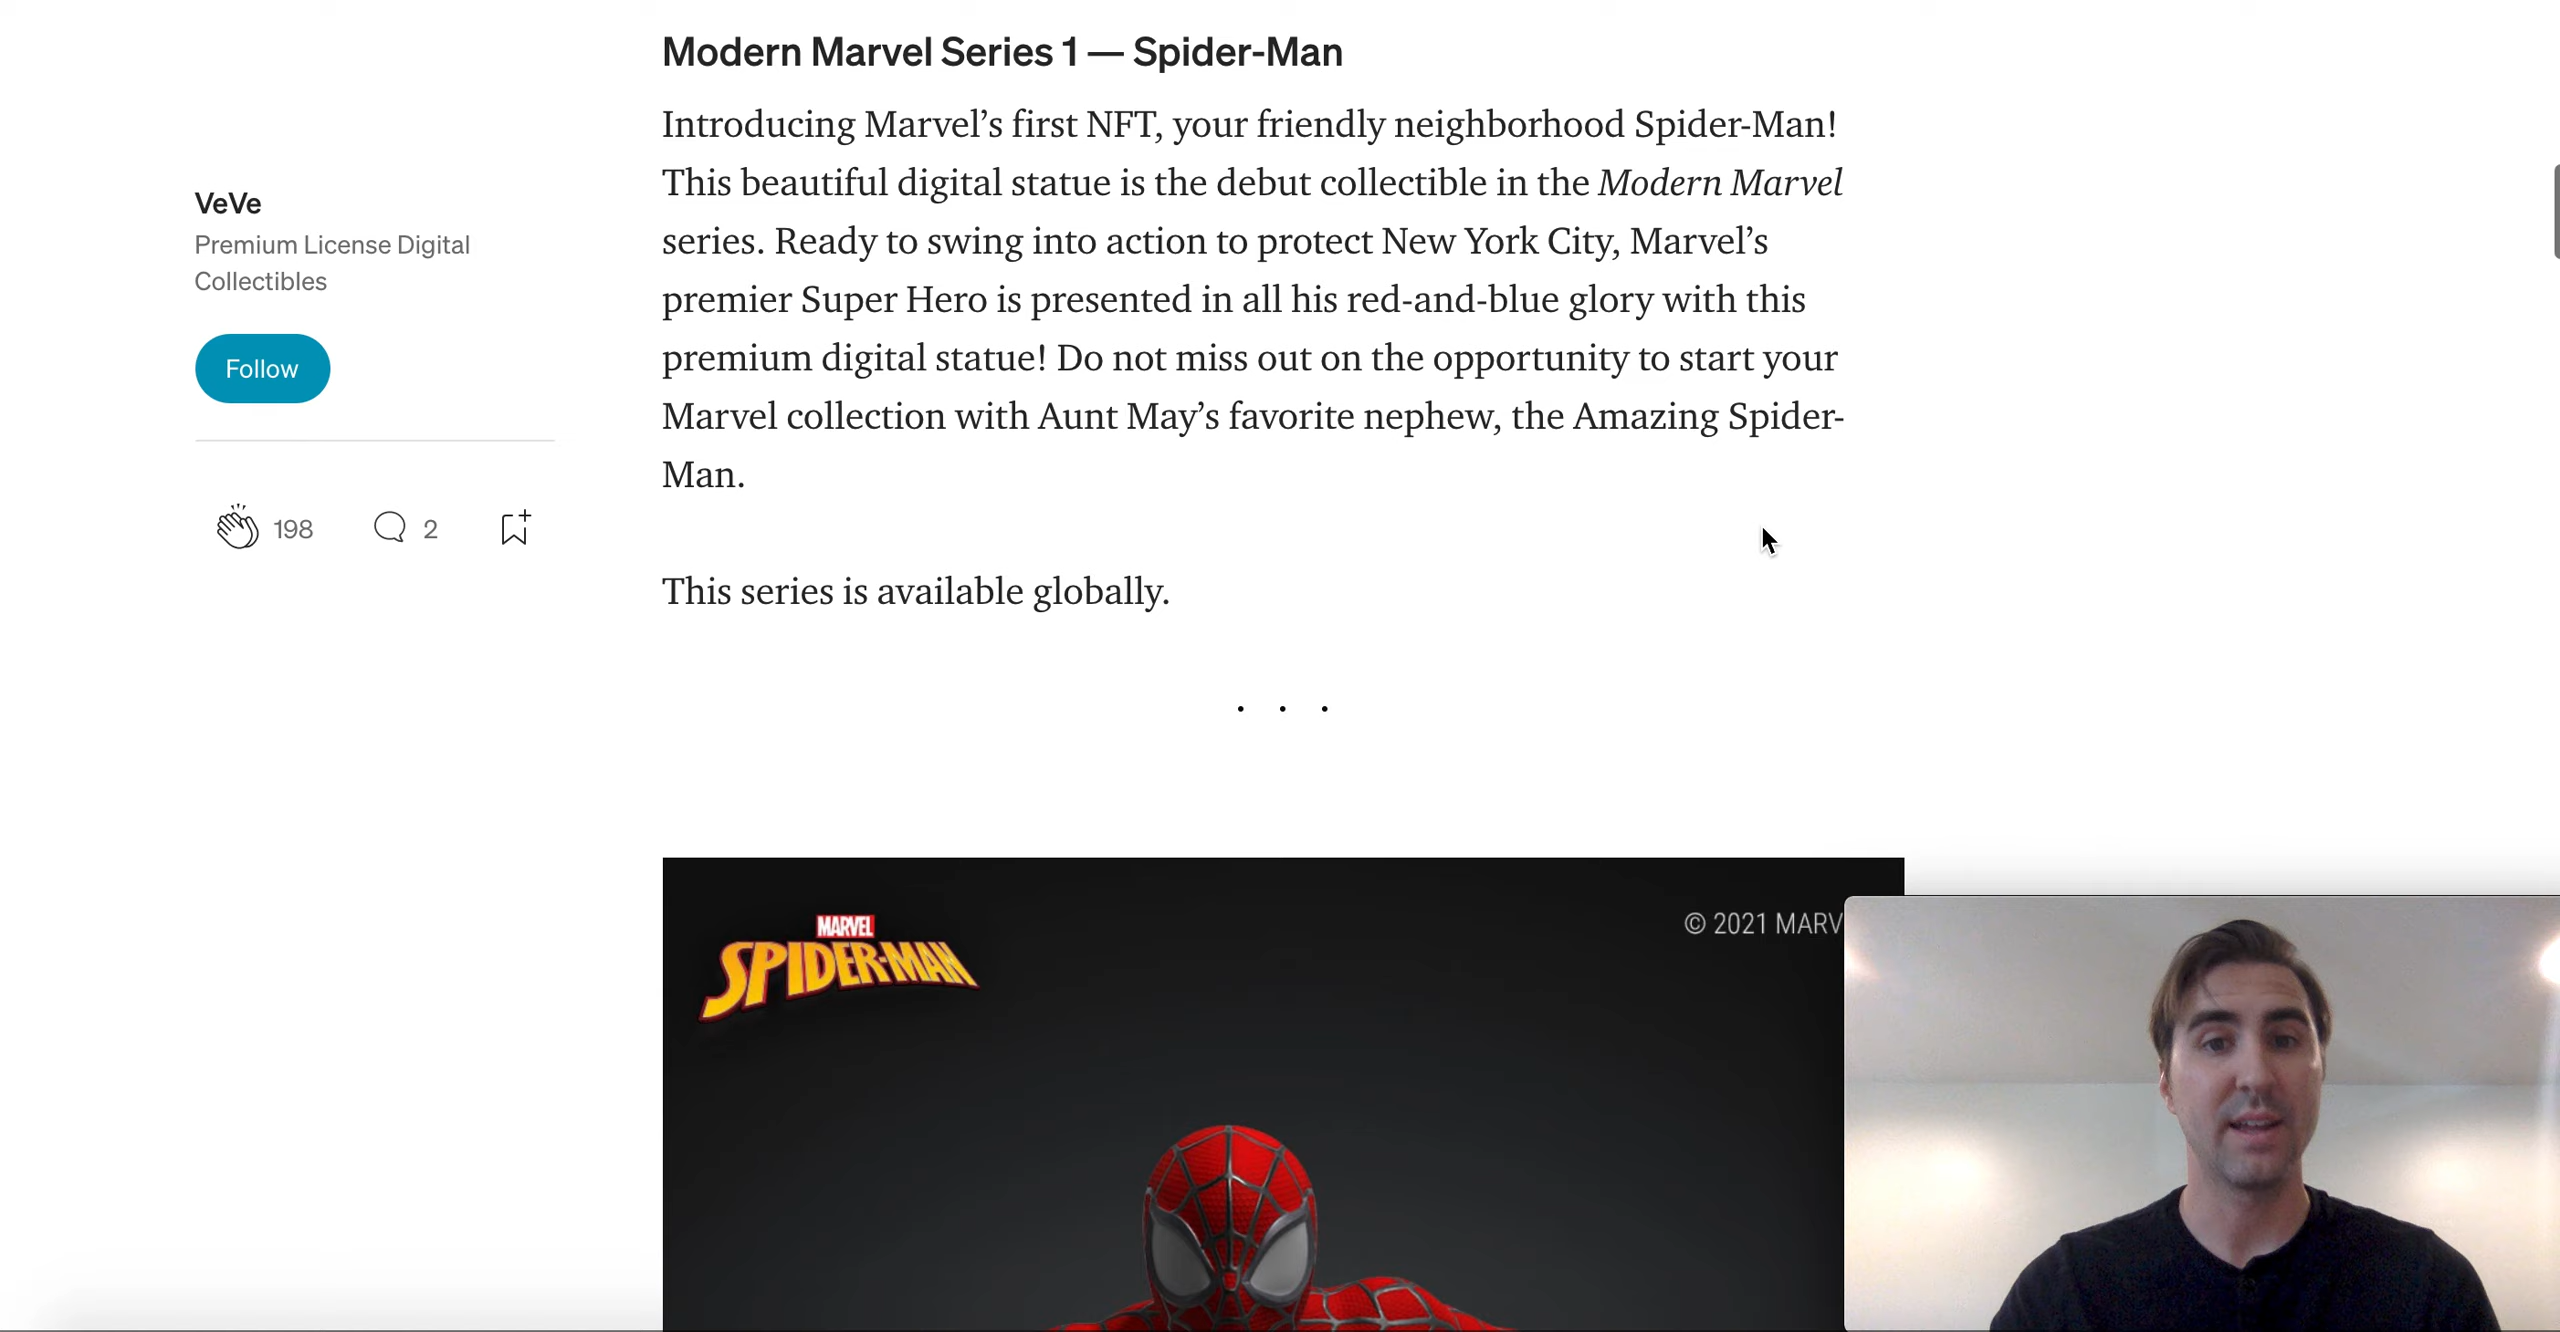 Modern Marvel Series 1 — Spider-Man
Introducing Marvel’s first NFT, your friendly neighborhood Spider-Man!
This beautiful digital statue is the debut collectible in the Modern Marvel
series. Ready to swing into action to protect New York City, Marvel’s
premier Super Hero is presented in all his red-and-blue glory with this
premium digital statue! Do not miss out on the opportunity to start your
Marvel collection with Aunt May’s favorite nephew, the Amazing Spider-
Man.
This series is available globally.
VeVe
Premium License Digital
Collectibles
Follow
198
2
. . .
MARVEL
SPIDER-MAN
© 2021 MARV